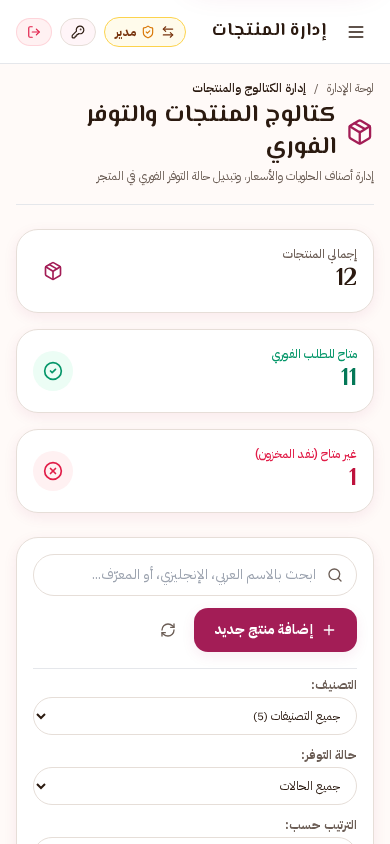 إدارة المنتجات
مدير
لوحة الإدارة / إدارة الكتالوج والمنتجات
كتالوج المنتجات والتوفر
الفوري
إدارة أصناف الحلويات والأسعار، وتبديل حالة التوفر الفوري في المتجر
إجمالي المنتجات
12
متاح للطلب الفوري
11
غير متاح (نفد المخزون)
1
ابحث بالاسم العربي، الإنجليزي، أو المعرّف...
إضافة منتج جديد
التصنيف:
جميع التصنيفات (5)
حالة التوفر:
جميع الحالات
الترتيب حسب: